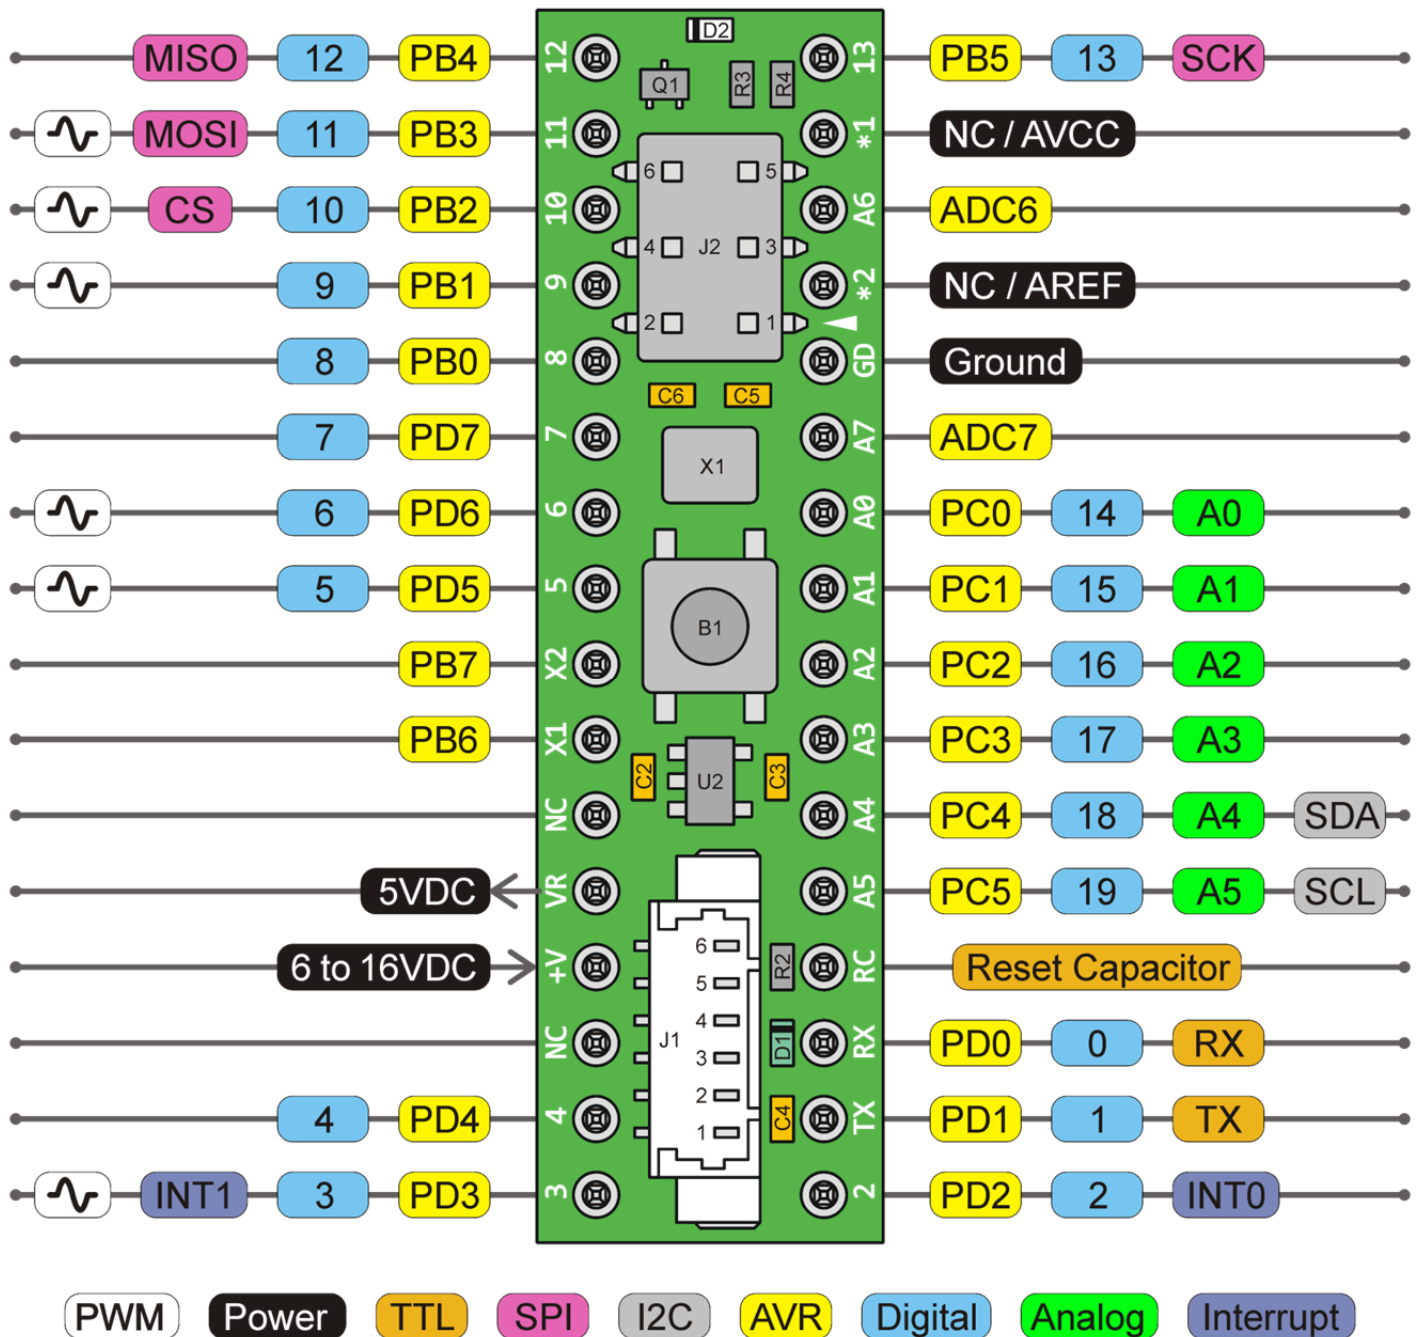 D2
MISO 12 PB4 12 Q1 R3 R4 13 PB5 13 SCK
MOSI 11 PB3 11 *1 NC / AVCC
6 5
CS 10 PB2 10 A6 ADC6
4 J2 3
9 PB1 9 *2 NC / AREF
2 1
8 PB0 8 GD Ground
C6 C5
7 PD7 7 A7 ADC7
X1
6 PD6 6 A0 PC0 14 A0
5 PD5 5 A1 PC1 15 A1
B1
PB7 X2 A2 PC2 16 A2
PB6 X1 A3 PC3 17 A3
C2 U2 C3
NC A4 PC4 18 A4 SDA
5VDC VR A5 PC5 19 A5 SCL
6
6 to 16VDC +V R2 RC Reset Capacitor
5
4
NC J1 D1 RX PD0 0 RX
3
2
4 PD4 4 C4 TX PD1 1 TX
1
INT1 3 PD3 3 2 PD2 2 INT0
PWM Power TTL SPI I2C AVR Digital Analog Interrupt